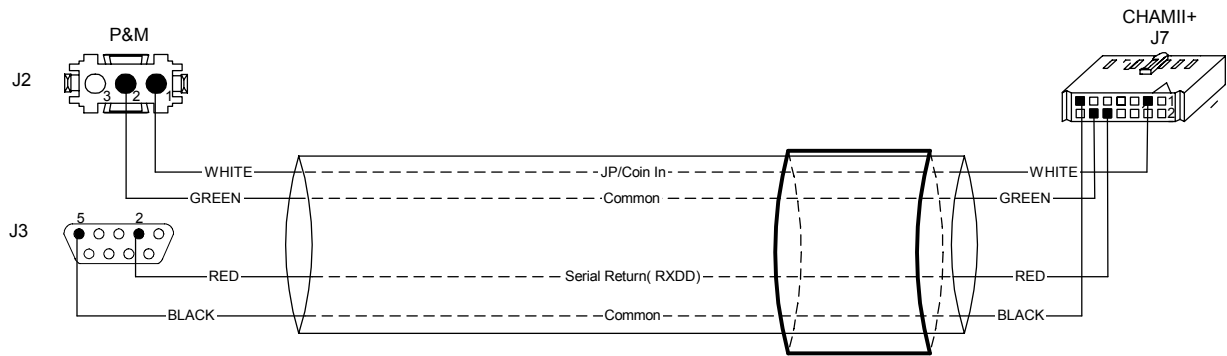 P&M
CHAMII+
J7
J2
3 2 1
1
2
WHITE JP/Coin In WHITE
GREEN Common GREEN
J3
5 2
RED Serial Return( RXDD) RED
BLACK Common BLACK